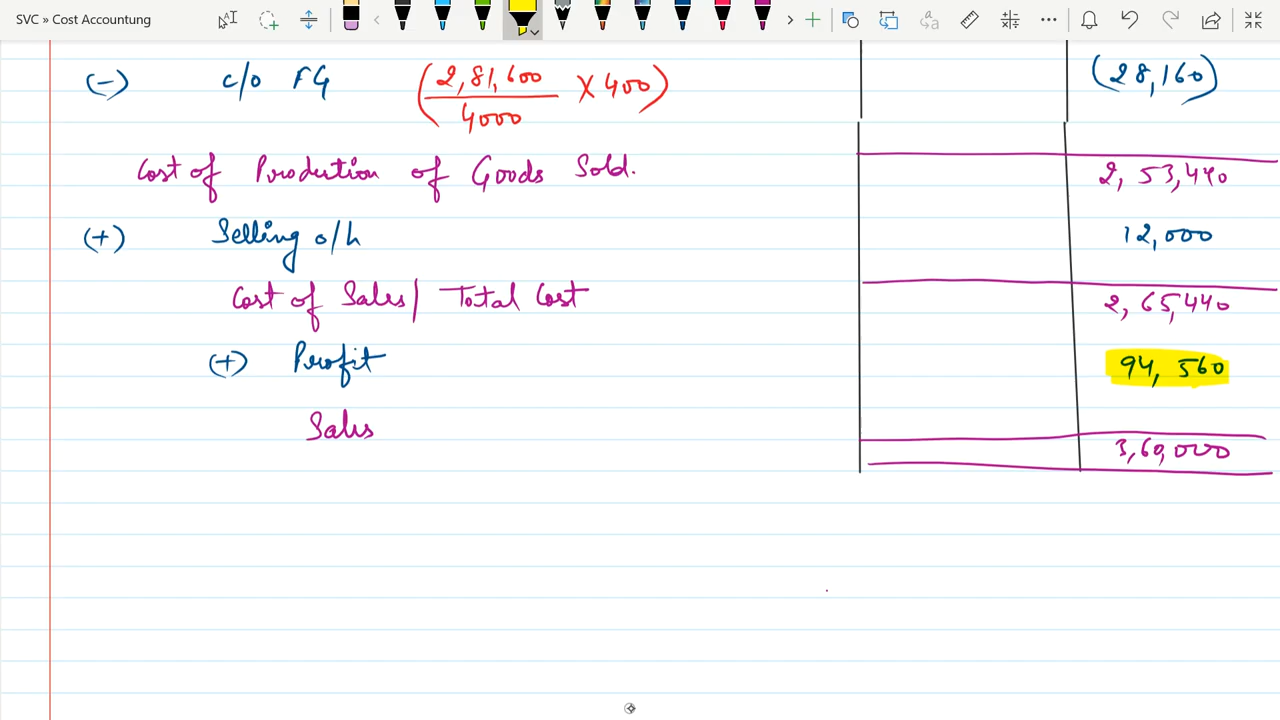 SVC » Cost Accountung
(-) c/o FG (2,81,600 / 4000 X 400) (28,160)
Cost of Production of Goods Sold. 2,53,440
(+) Selling o/h 12,000
Cost of Sales/ Total Cost 2,65,440
(+) Profit 94,560
Sales 3,60,000